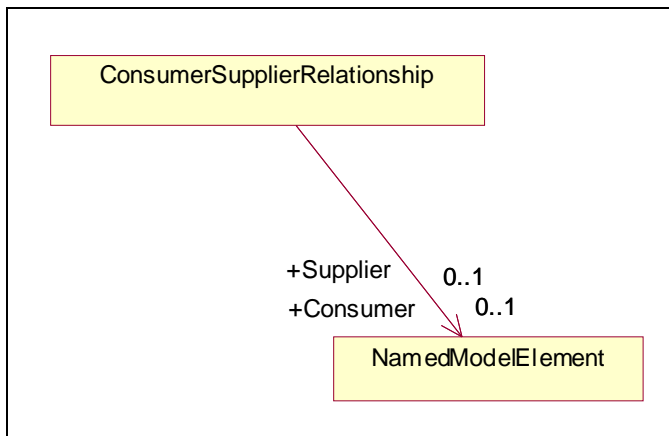 ConsumerSupplierRelationship
+Supplier 0..1
+Consumer 0..1
NamedModelElement